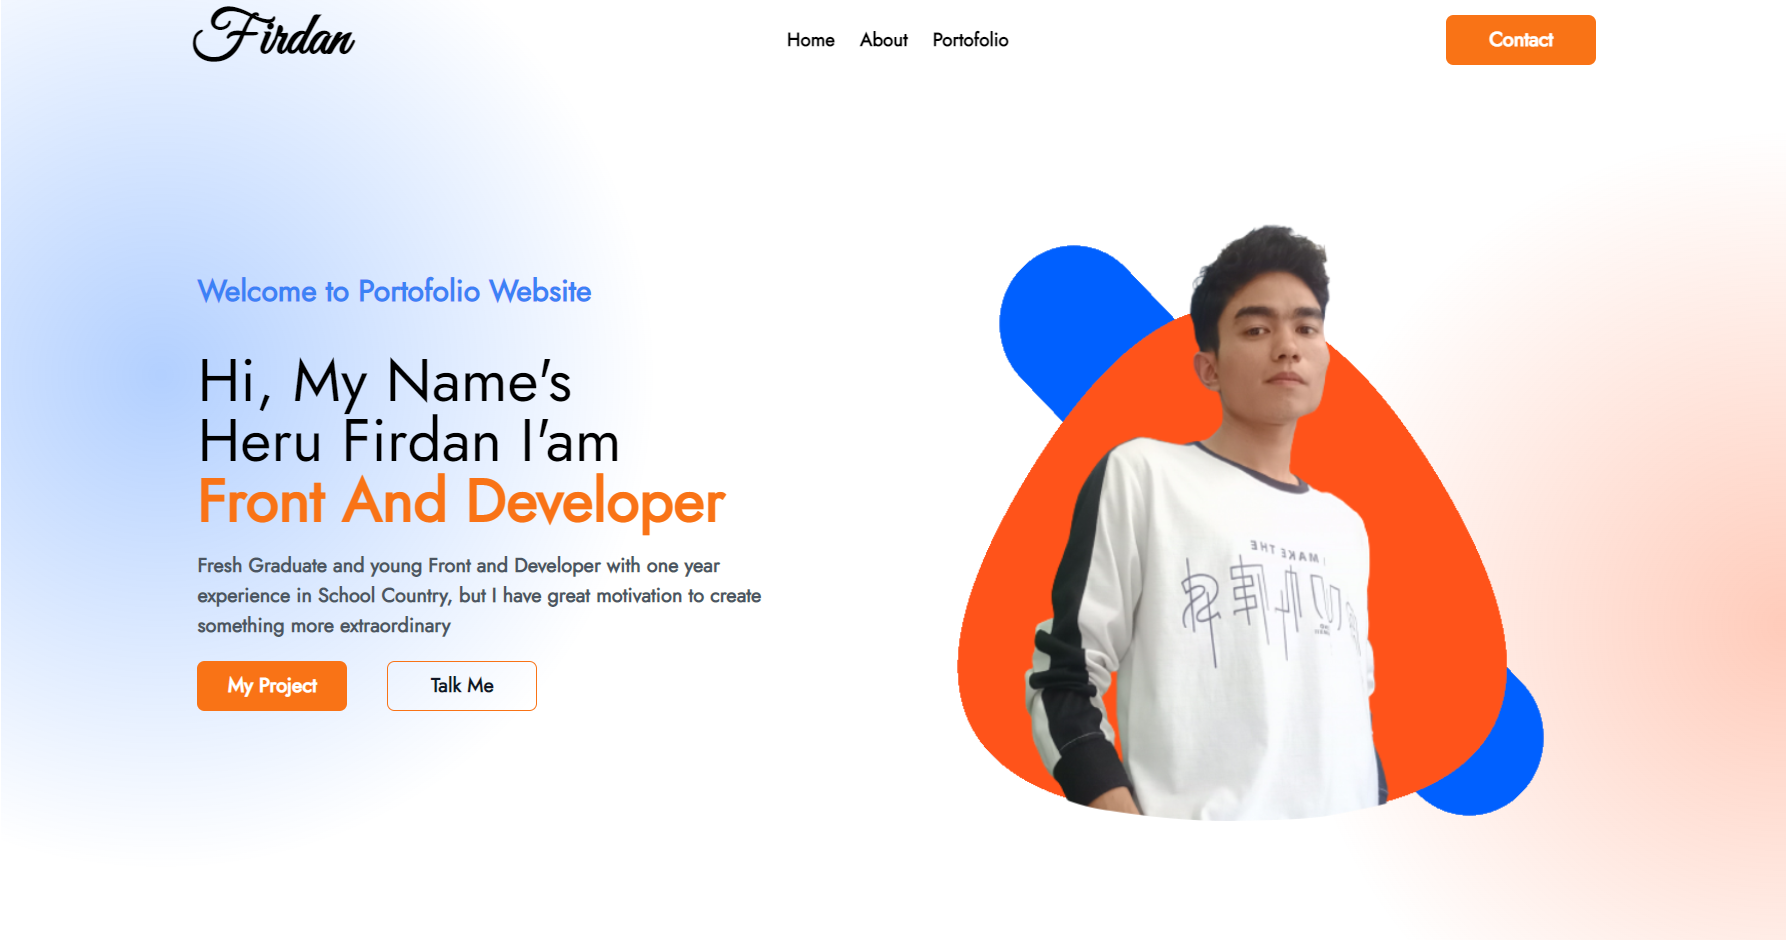 Firdan
Home About Portofolio
Contact
Welcome to Portofolio Website
Hi, My Name's
Heru Firdan I'am
Front And Developer
Fresh Graduate and young Front and Developer with one year
experience in School Country, but I have great motivation to create
something more extraordinary
My Project
Talk Me
I MAKE THE